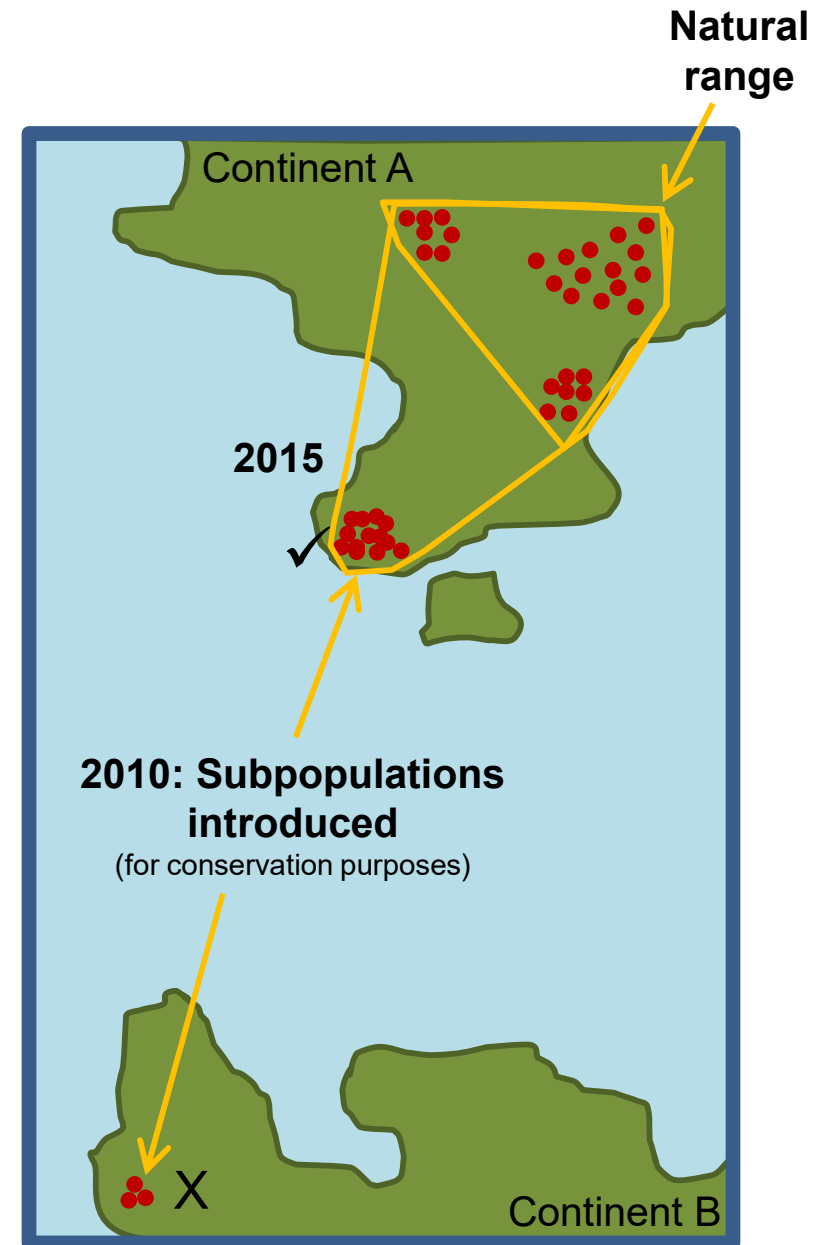 Natural
range
Continent A
2015
✓
2010: Subpopulations
introduced
(for conservation purposes)
X
Continent B